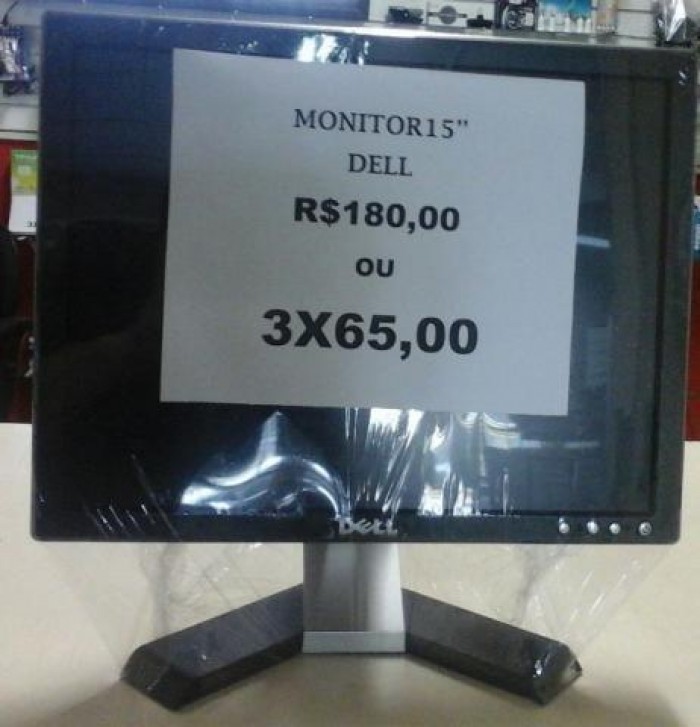 MONITOR15”
DELL
R$180,00
OU
3X65,00
DELL